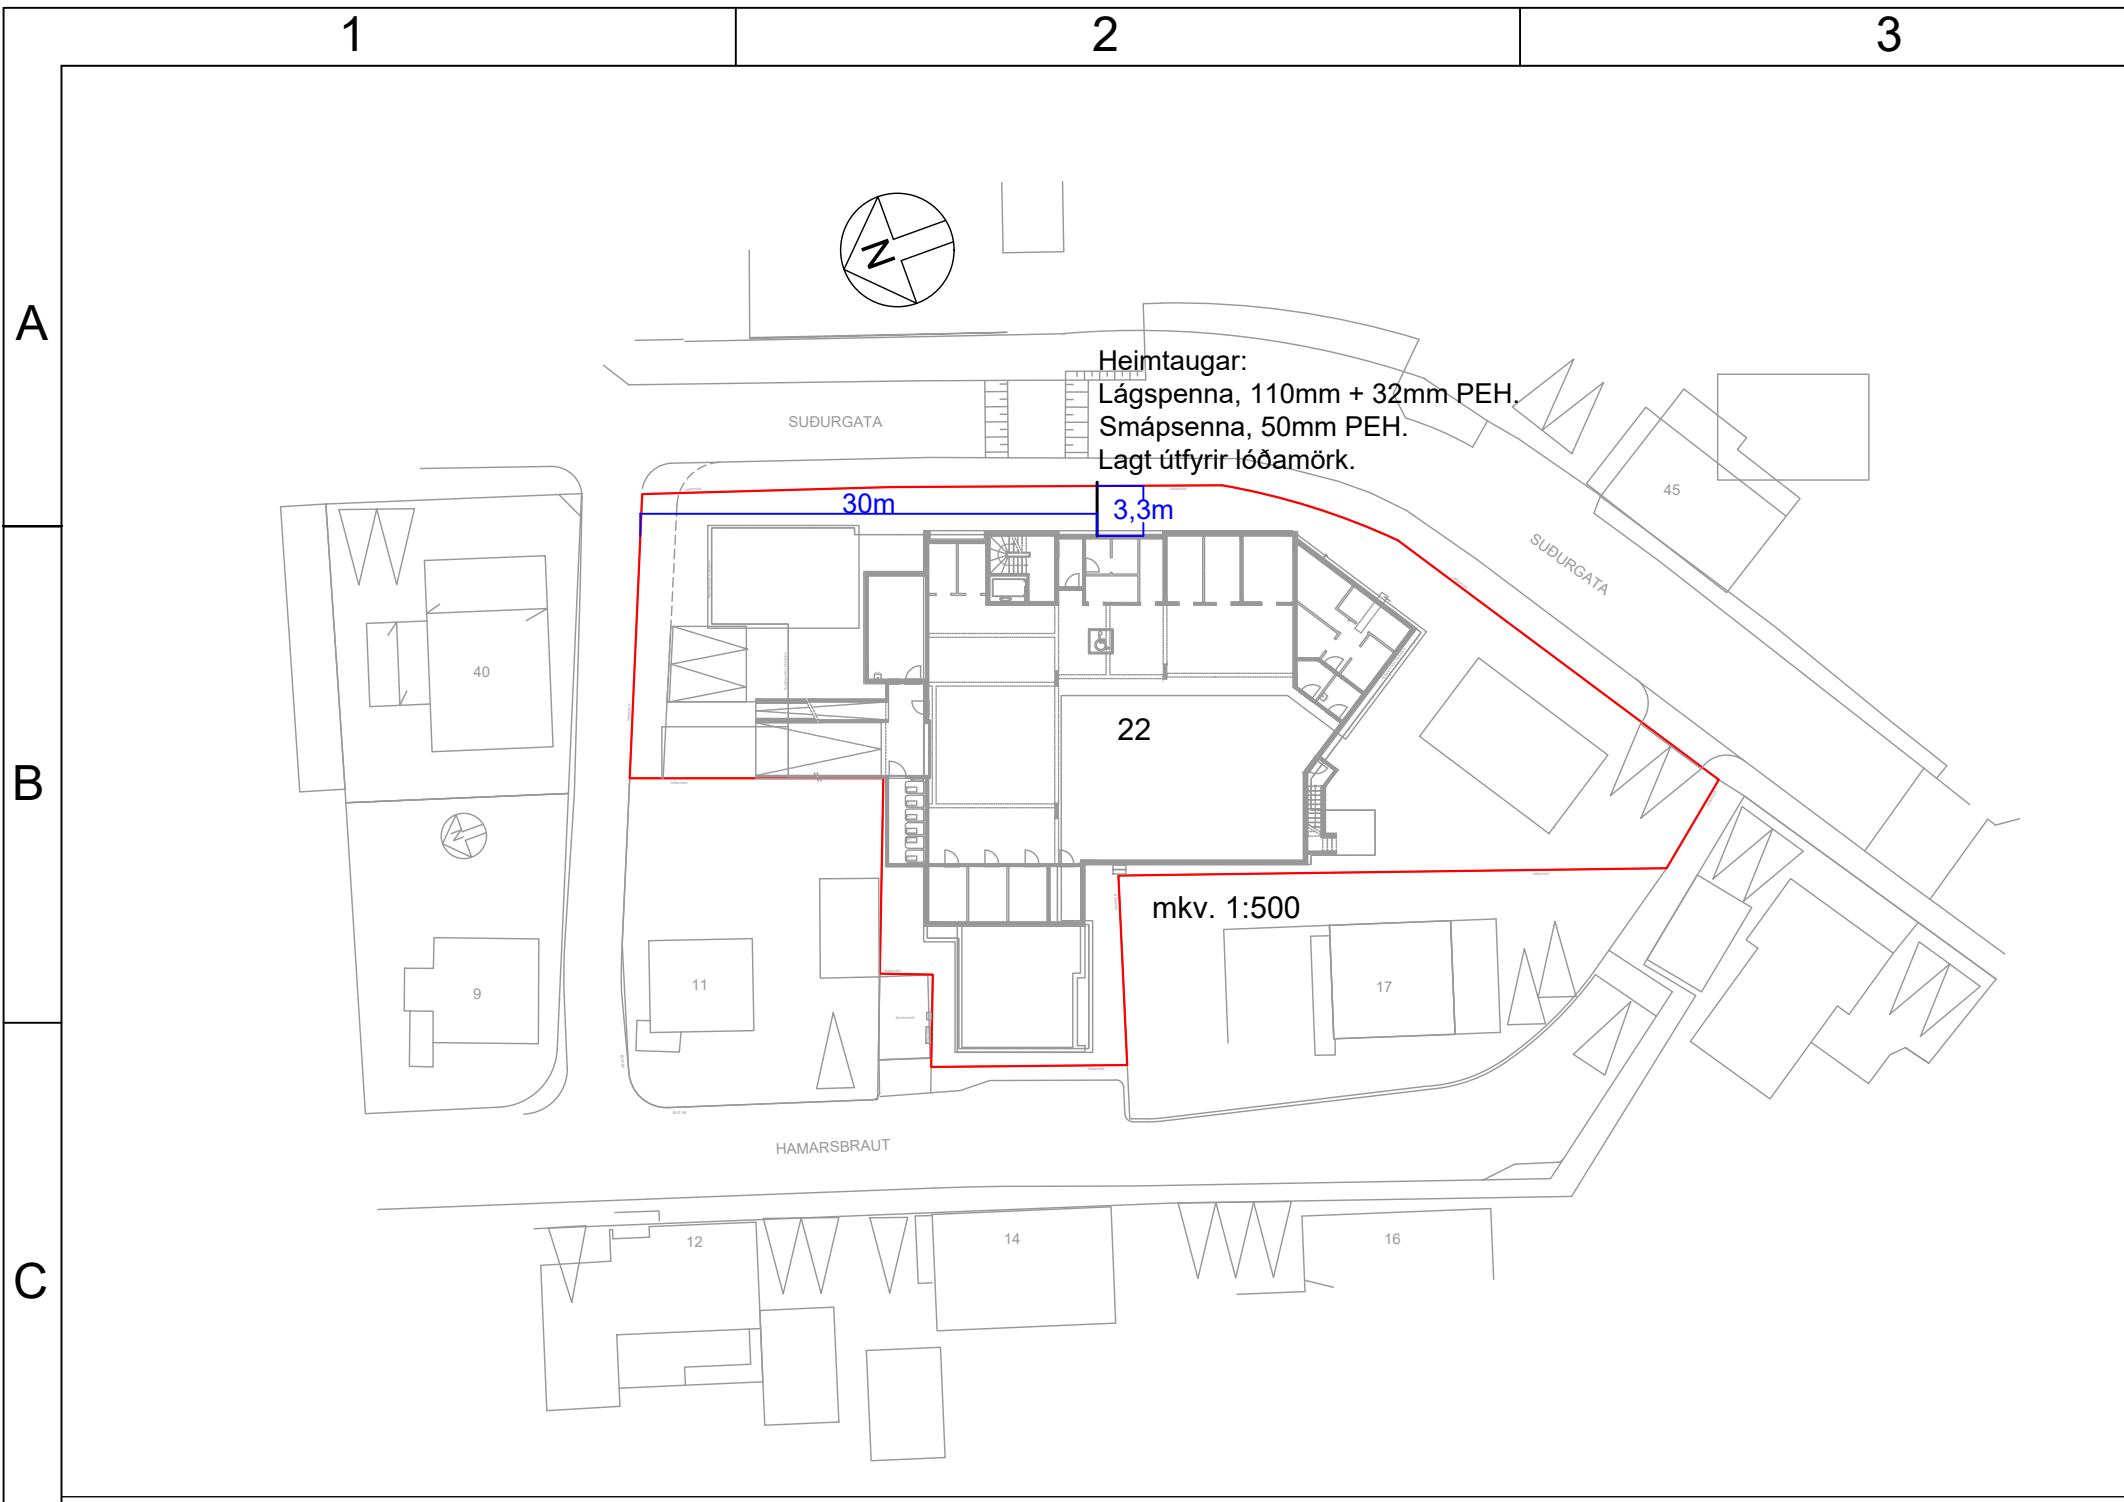 1
2
3
A
B
C
N
Heimtaugar:
Lágspenna, 110mm + 32mm PEH.
Smápsenna, 50mm PEH.
Lagt útfyrir lóðamörk.
SUÐURGATA
30m
3,3m
45
SUÐURGATA
40
22
N
mkv. 1:500
9
11
17
HAMARSBRAUT
12
14
16